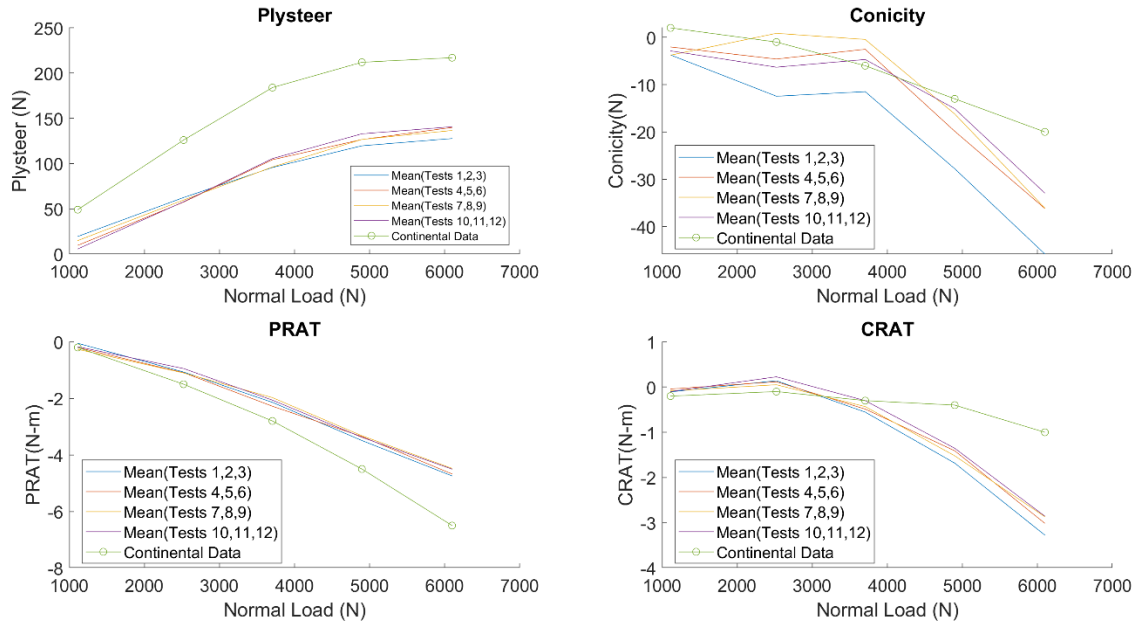 Plysteer
250
200
150
100
50
0
Plysteer (N)
Mean(Tests 1,2,3)
Mean(Tests 4,5,6)
Mean(Tests 7,8,9)
Mean(Tests 10,11,12)
Continental Data
1000 2000 3000 4000 5000 6000 7000
Normal Load (N)
Conicity
0
-10
-20
-30
-40
Conicity(N)
Mean(Tests 1,2,3)
Mean(Tests 4,5,6)
Mean(Tests 7,8,9)
Mean(Tests 10,11,12)
Continental Data
1000 2000 3000 4000 5000 6000 7000
Normal Load (N)
PRAT
0
-2
-4
-6
-8
PRAT(N-m)
Mean(Tests 1,2,3)
Mean(Tests 4,5,6)
Mean(Tests 7,8,9)
Mean(Tests 10,11,12)
Continental Data
1000 2000 3000 4000 5000 6000 7000
Normal Load (N)
CRAT
1
0
-1
-2
-3
-4
CRAT(N-m)
Mean(Tests 1,2,3)
Mean(Tests 4,5,6)
Mean(Tests 7,8,9)
Mean(Tests 10,11,12)
Continental Data
1000 2000 3000 4000 5000 6000 7000
Normal Load (N)